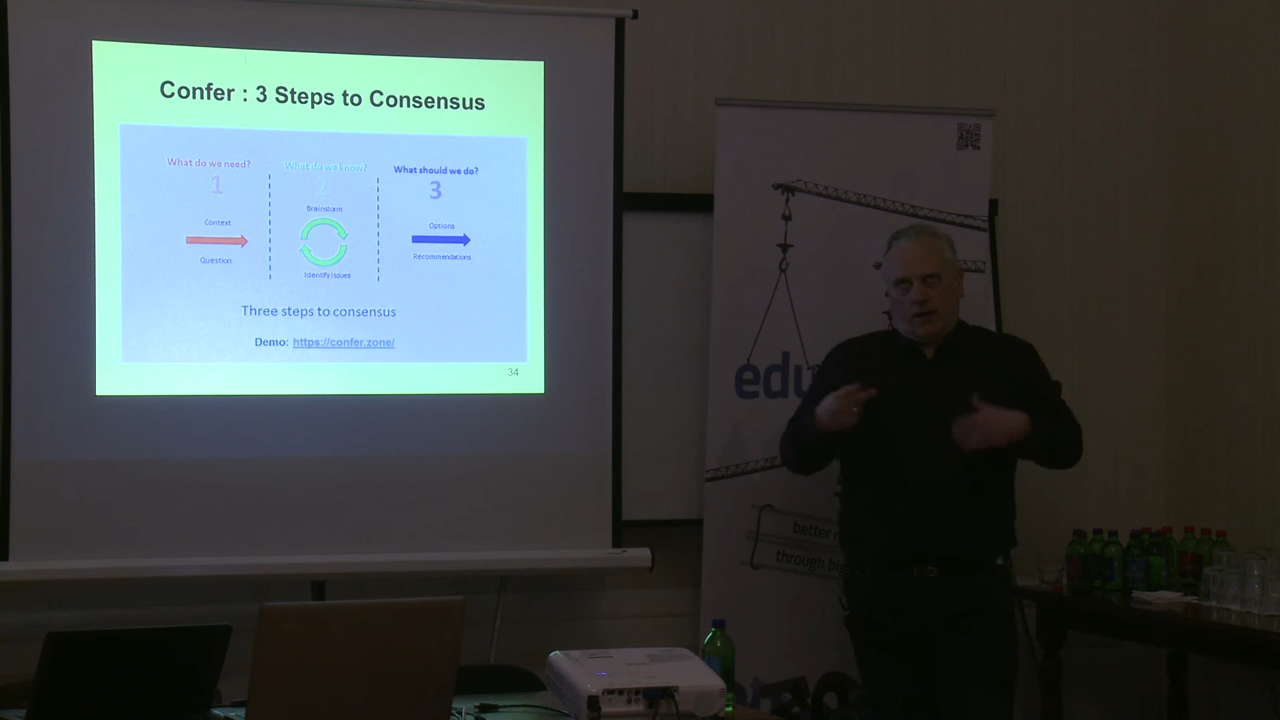 Confer : 3 Steps to Consensus
What do we need?
1
Context
Question
What do we know?
2
Brainstorm
Identify Issues
What should we do?
3
Options
Recommendations
Three steps to consensus
Demo: https://confer.zone/
34
edu
better
through